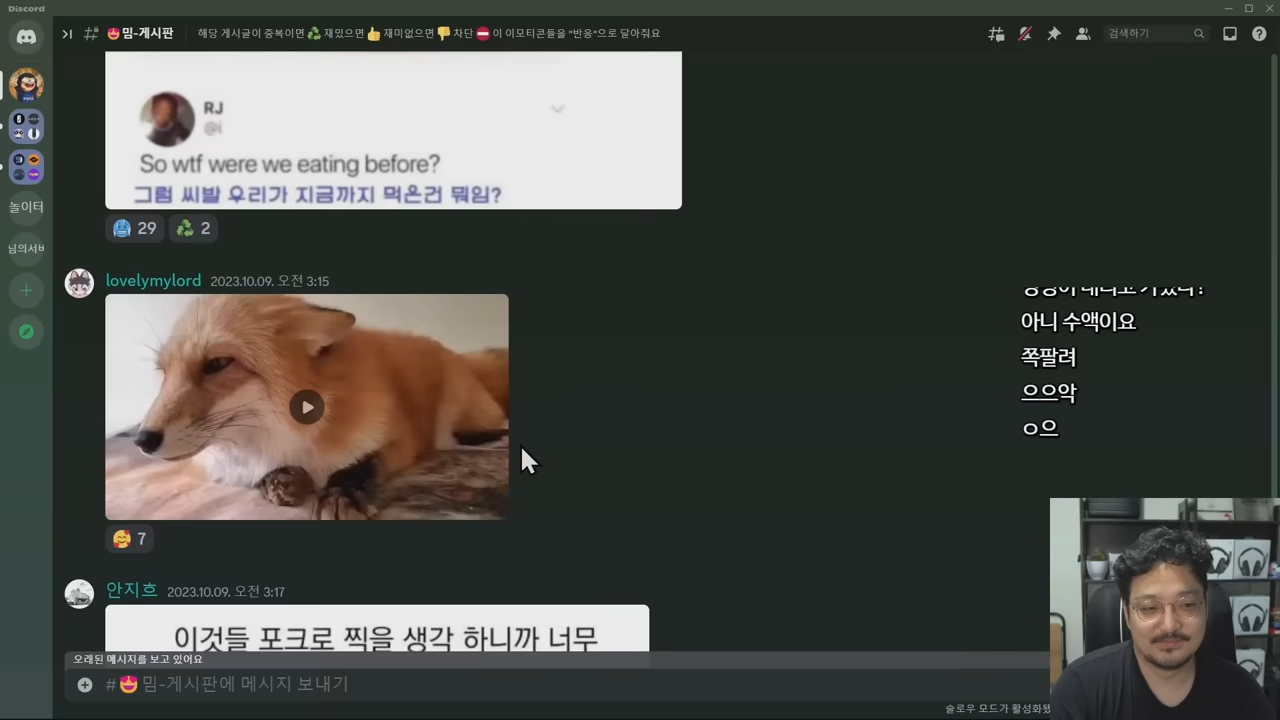 Discord
😍밈-게시판
해당 게시글이 중복이면♻️ 재밌으면👍 재미없으면👎 차단⛔ 이 이모티콘들을 "반응"으로 달아줘요
검색하기
RJ
So wtf were we eating before?
그럼 씨발 우리가 지금까지 먹은건 뭐임?
29
2
놀이터
님의서버
lovelymylord 2023.10.09. 오전 3:15
아니 수액이요
쪽팔려
으으악
ㅇ으
7
안지흐 2023.10.09. 오전 3:17
이것들 포크로 찍을 생각 하니까 너무
오래된 메시지를 보고 있어요
#😍밈-게시판에 메시지 보내기
슬로우 모드가 활성화됐